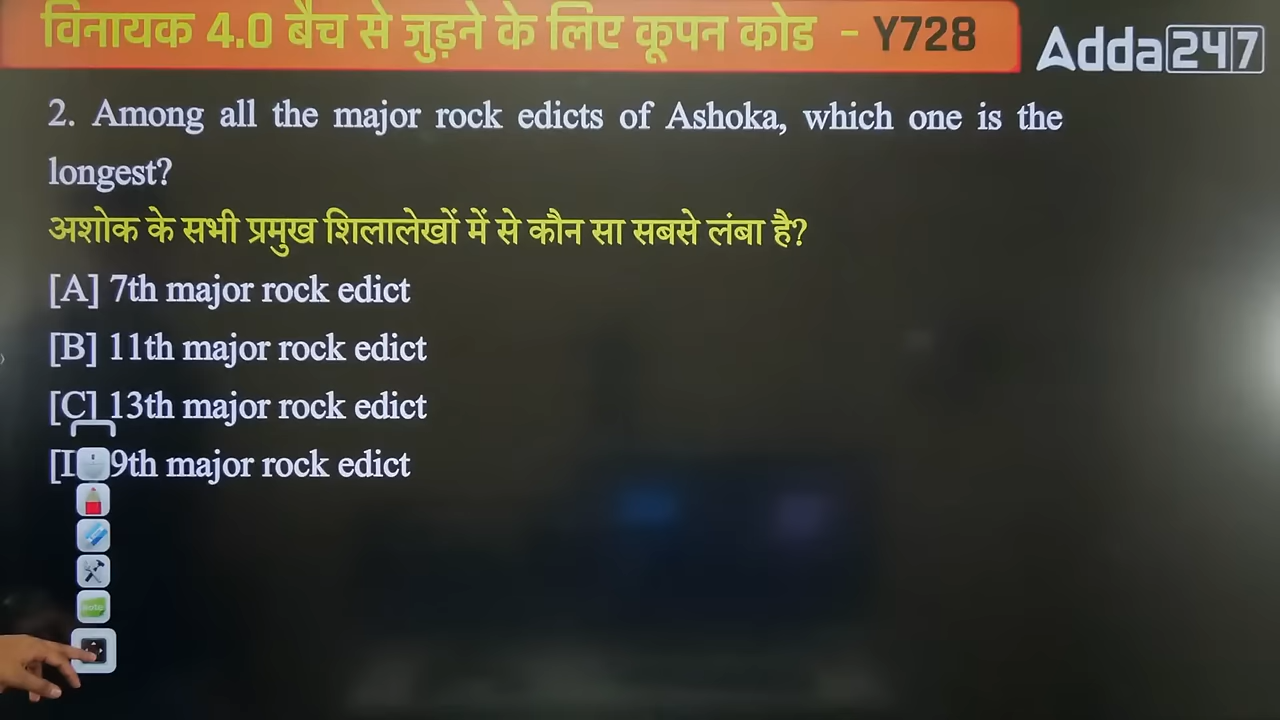 विनायक 4.0 बैच से जुड़ने के लिए कूपन कोड - Y728
Adda247
2. Among all the major rock edicts of Ashoka, which one is the
longest?
अशोक के सभी प्रमुख शिलालेखों में से कौन सा सबसे लंबा है?
[A] 7th major rock edict
[B] 11th major rock edict
[C] 13th major rock edict
9th major rock edict